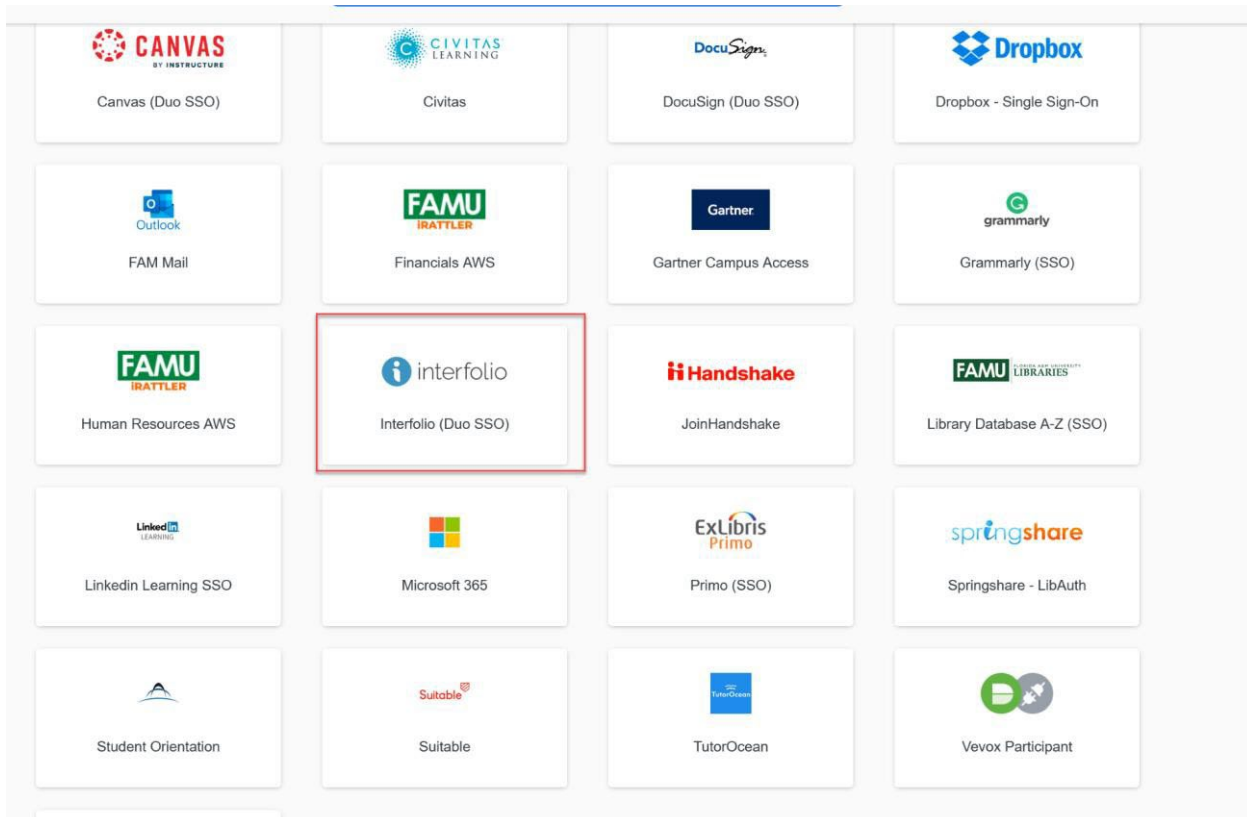 CANVAS
BY INSTRUCTURE
Canvas (Duo SSO)
CIVITAS
LEARNING
Civitas
DocuSign
DocuSign (Duo SSO)
Dropbox
Dropbox - Single Sign-On
Outlook
FAM Mail
FAMU
iRATTLER
Financials AWS
Gartner
Gartner Campus Access
grammarly
Grammarly (SSO)
FAMU
iRATTLER
Human Resources AWS
interfolio
Interfolio (Duo SSO)
Handshake
JoinHandshake
FAMU
LIBRARIES
Library Database A-Z (SSO)
Linked in
LEARNING
Linkedin Learning SSO
Microsoft 365
ExLibris
Primo
Primo (SSO)
springshare
Springshare - LibAuth
Student Orientation
Suitable
Suitable
TutorOcean
TutorOcean
Vevox Participant